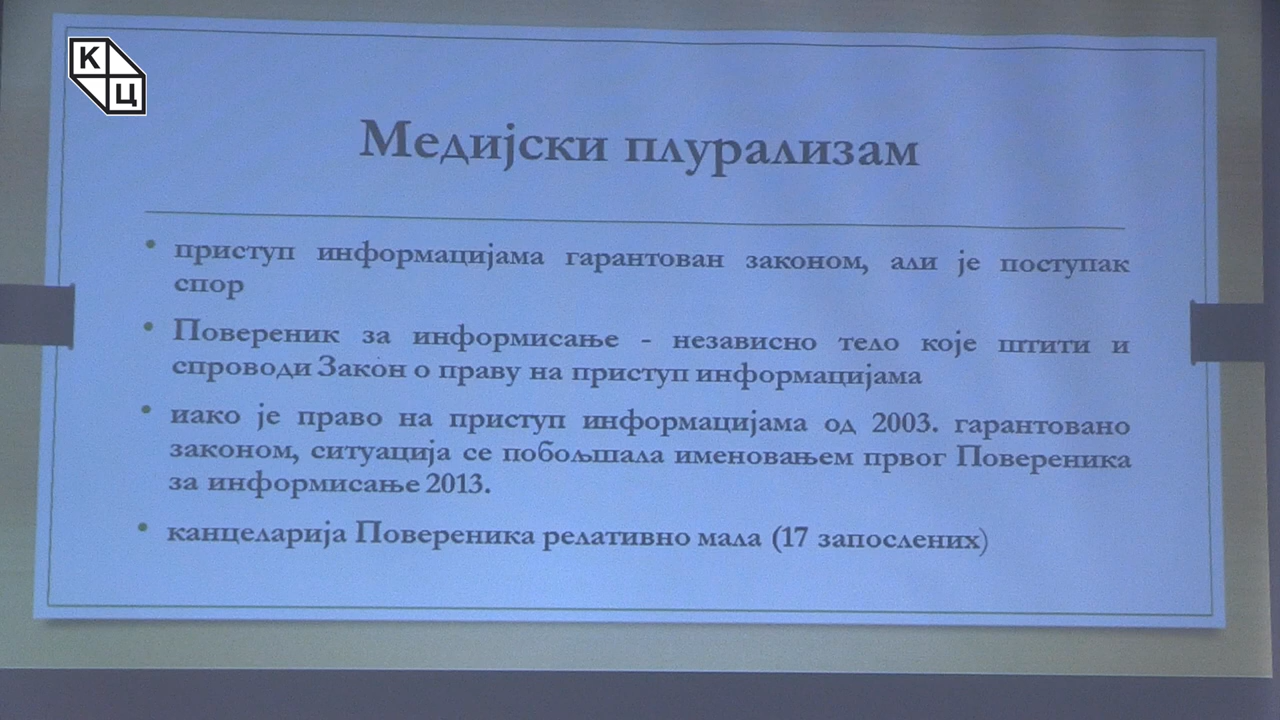 К
Ц
Медијски плурализам
• приступ информацијама гарантован законом, али је поступак
спор
• Повереник за информисање - независно тело које штити и
спроводи Закон о праву на приступ информацијама
• иако је право на приступ информацијама од 2003. гарантовано
законом, ситуација се побољшала именовањем првог Повереника
за информисање 2013.
• канцеларија Повереника релативно мала (17 запослених)